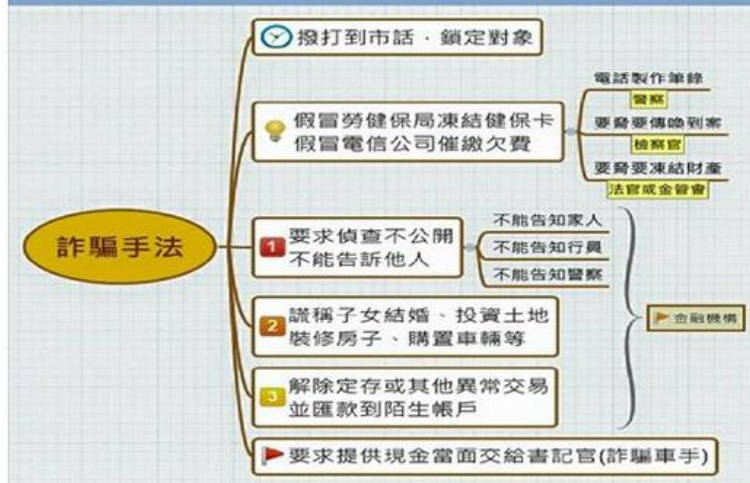 詐騙手法
撥打到市話．鎖定對象
假冒勞健保局凍結健保卡
假冒電信公司催繳欠費
電話製作筆錄
警察
要脅要傳喚到案
檢察官
要脅要凍結財產
法官或金管會
1 要求偵查不公開
不能告訴他人
不能告知家人
不能告知行員
不能告知警察
2 謊稱子女結婚、投資土地
裝修房子、購置車輛等
3 解除定存或其他異常交易
並匯款到陌生帳戶
金融機構
要求提供現金當面交給書記官(詐騙車手)